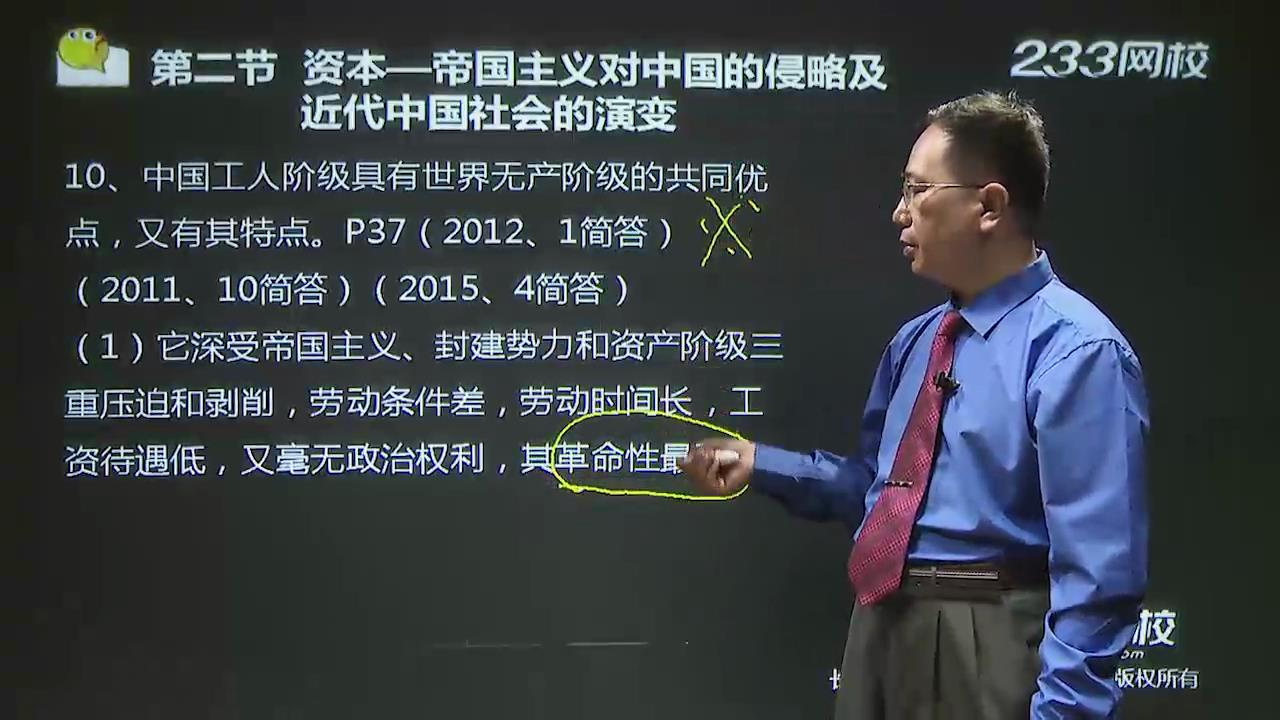 第二节 资本—帝国主义对中国的侵略及
近代中国社会的演变
233网校
10、中国工人阶级具有世界无产阶级的共同优
点，又有其特点。P37（2012、1简答）
（2011、10简答）（2015、4简答）
（1）它深受帝国主义、封建势力和资产阶级三
重压迫和剥削，劳动条件差，劳动时间长，工
资待遇低，又毫无政治权利，其革命性最
校
版权所有